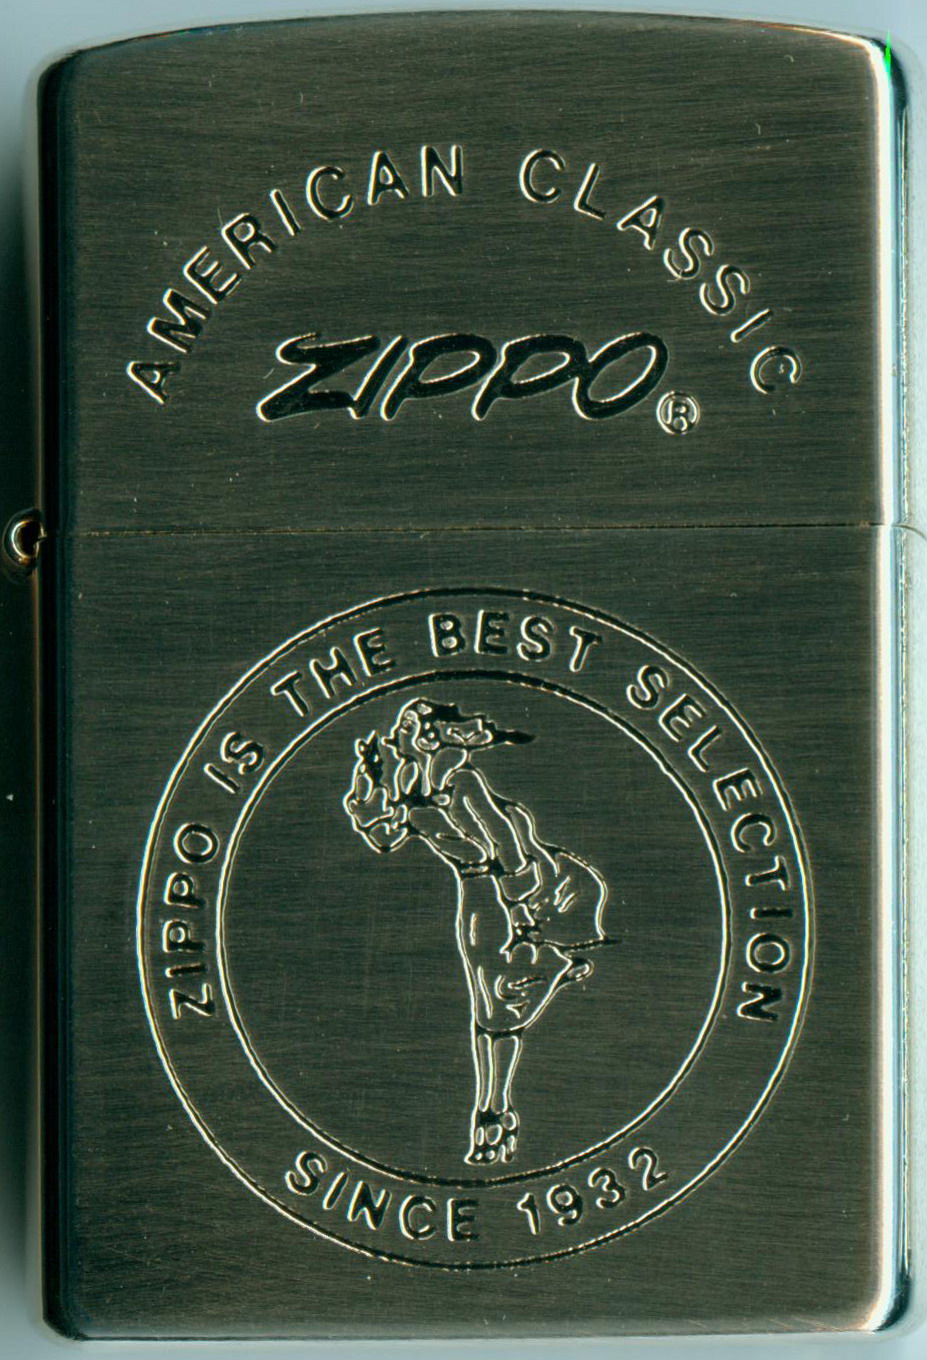 AMERICAN CLASSIC
ZIPPO®
ZIPPO IS THE BEST SELECTION
SINCE 1932